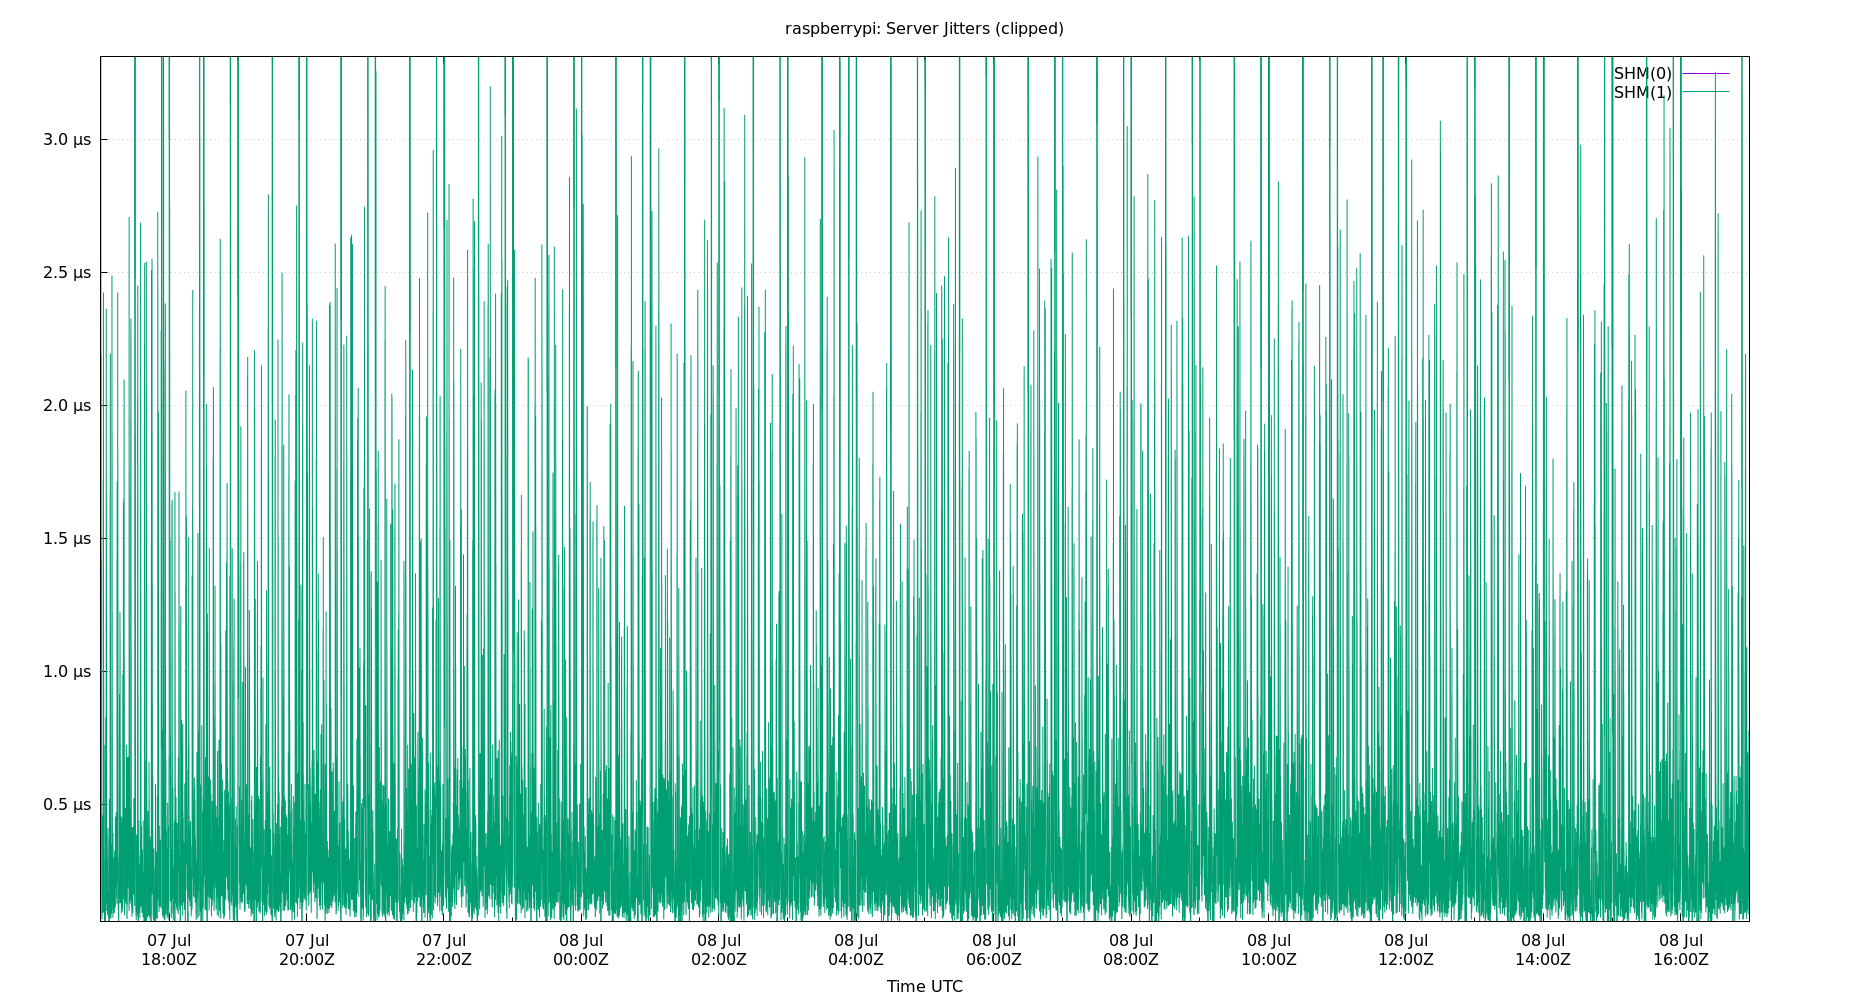 raspberrypi: Server Jitters (clipped)
SHM(0)
SHM(1)
3.0 µs
2.5 µs
2.0 µs
1.5 µs
1.0 µs
0.5 µs
07 Jul 07 Jul 07 Jul 08 Jul 08 Jul 08 Jul 08 Jul 08 Jul 08 Jul 08 Jul 08 Jul 08 Jul
18:00Z 20:00Z 22:00Z 00:00Z 02:00Z 04:00Z 06:00Z 08:00Z 10:00Z 12:00Z 14:00Z 16:00Z
Time UTC